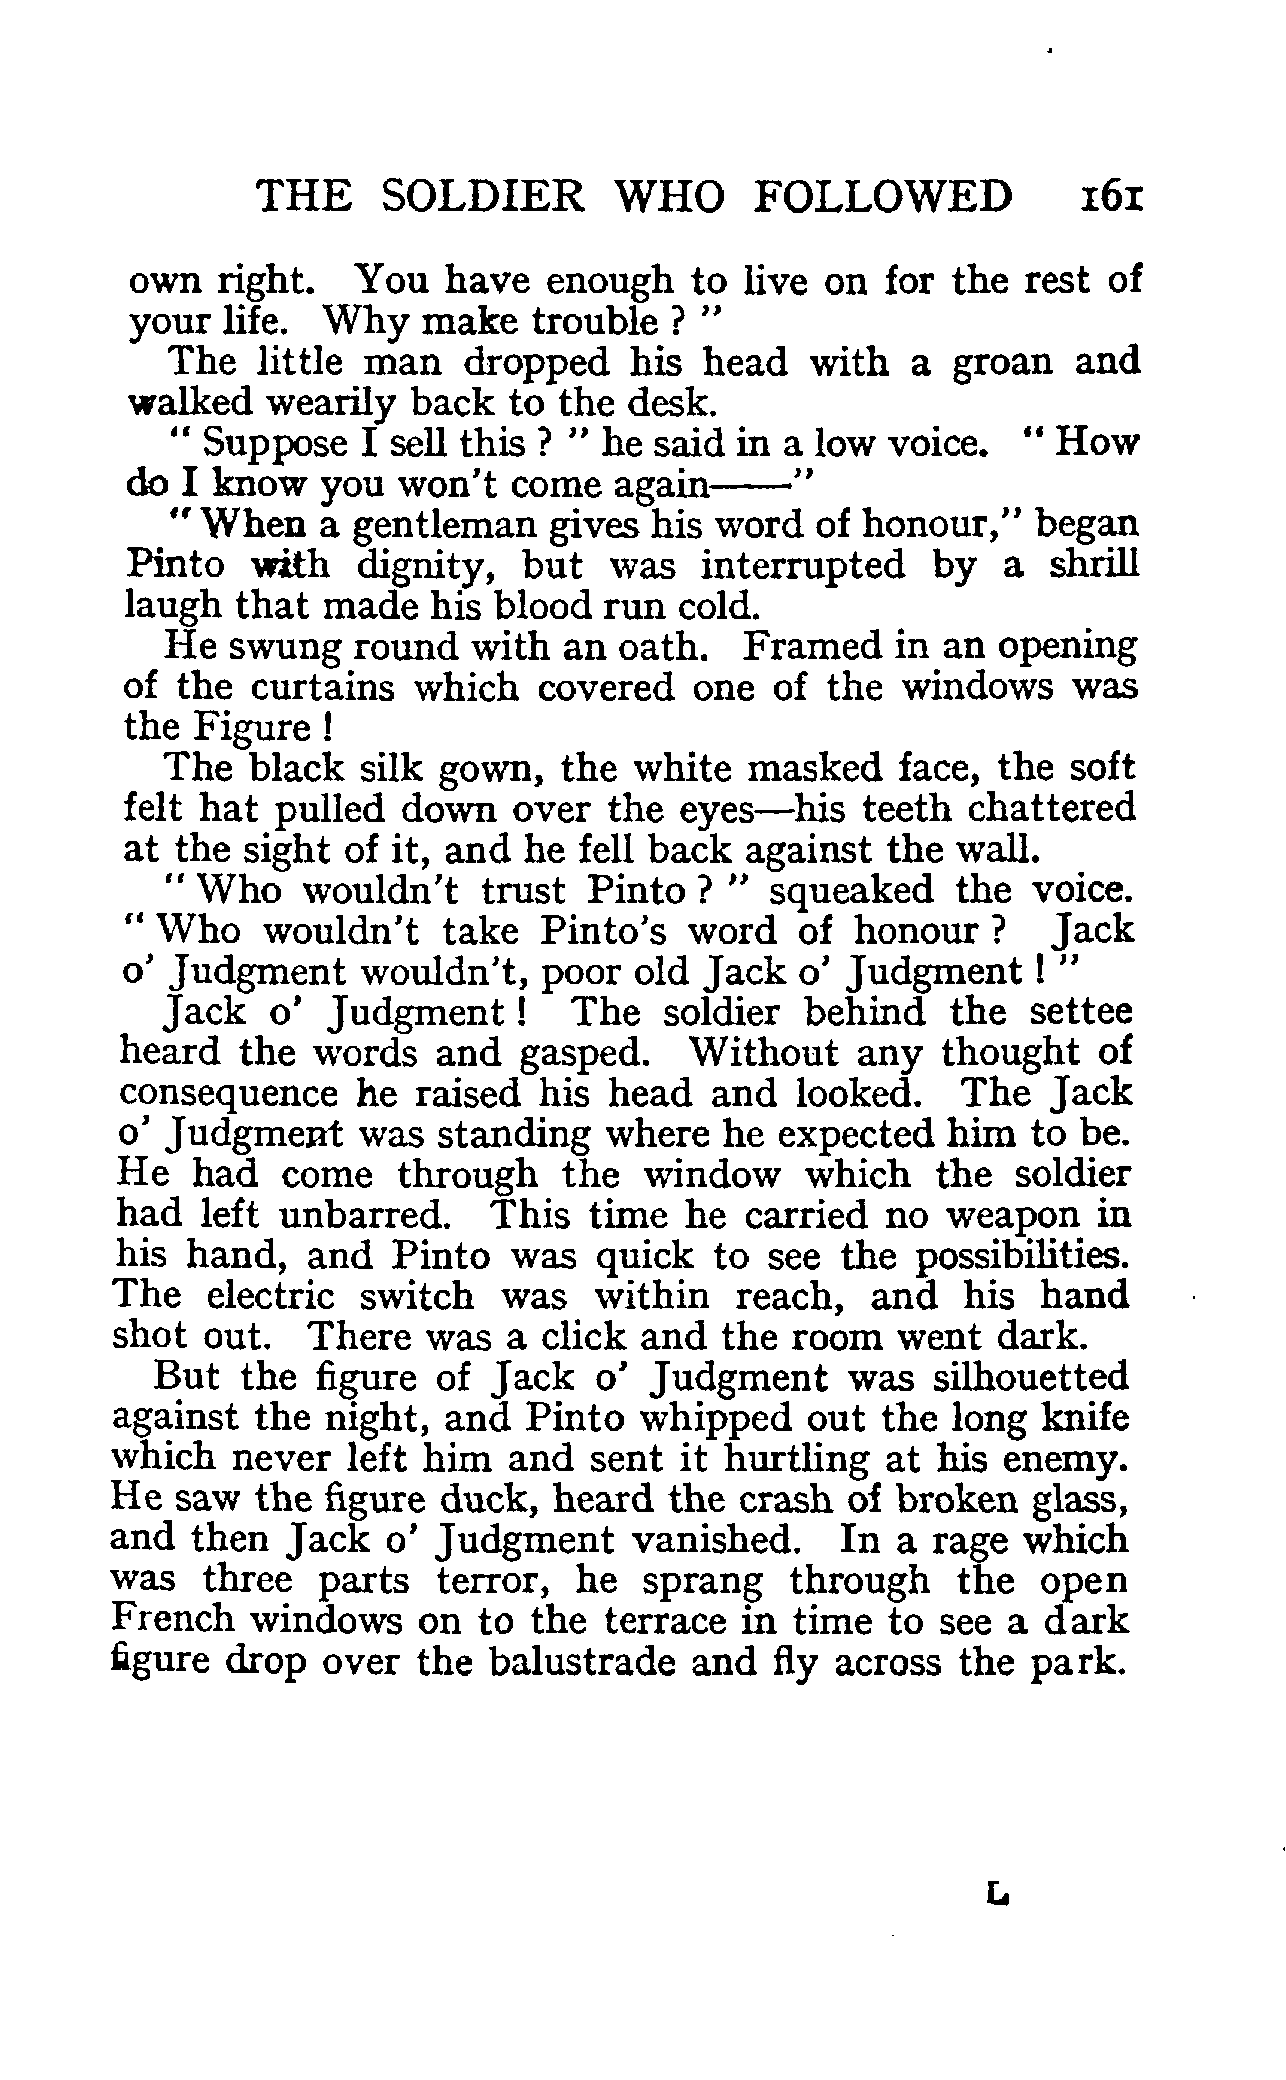 THE SOLDIER WHO FOLLOWED 161
own right. You have enough to live on for the rest of
your life. Why make trouble ? "
The little man dropped his head with a groan and
walked wearily back to the desk.
" Suppose I sell this ? " he said in a low voice. " How
do I know you won't come again——"
" When a gentleman gives his word of honour," began
Pinto with dignity, but was interrupted by a shrill
laugh that made his blood run cold.
He swung round with an oath. Framed in an opening
of the curtains which covered one of the windows was
the Figure !
The black silk gown, the white masked face, the soft
felt hat pulled down over the eyes—his teeth chattered
at the sight of it, and he fell back against the wall.
" Who wouldn't trust Pinto ? " squeaked the voice.
" Who wouldn't take Pinto's word of honour ? Jack
o' Judgment wouldn't, poor old Jack o' Judgment ! "
Jack o' Judgment ! The soldier behind the settee
heard the words and gasped. Without any thought of
consequence he raised his head and looked. The Jack
o' Judgment was standing where he expected him to be.
He had come through the window which the soldier
had left unbarred. This time he carried no weapon in
his hand, and Pinto was quick to see the possibilities.
The electric switch was within reach, and his hand
shot out. There was a click and the room went dark.
But the figure of Jack o' Judgment was silhouetted
against the night, and Pinto whipped out the long knife
which never left him and sent it hurtling at his enemy.
He saw the figure duck, heard the crash of broken glass,
and then Jack o' Judgment vanished. In a rage which
was three parts terror, he sprang through the open
French windows on to the terrace in time to see a dark
figure drop over the balustrade and fly across the park.
L